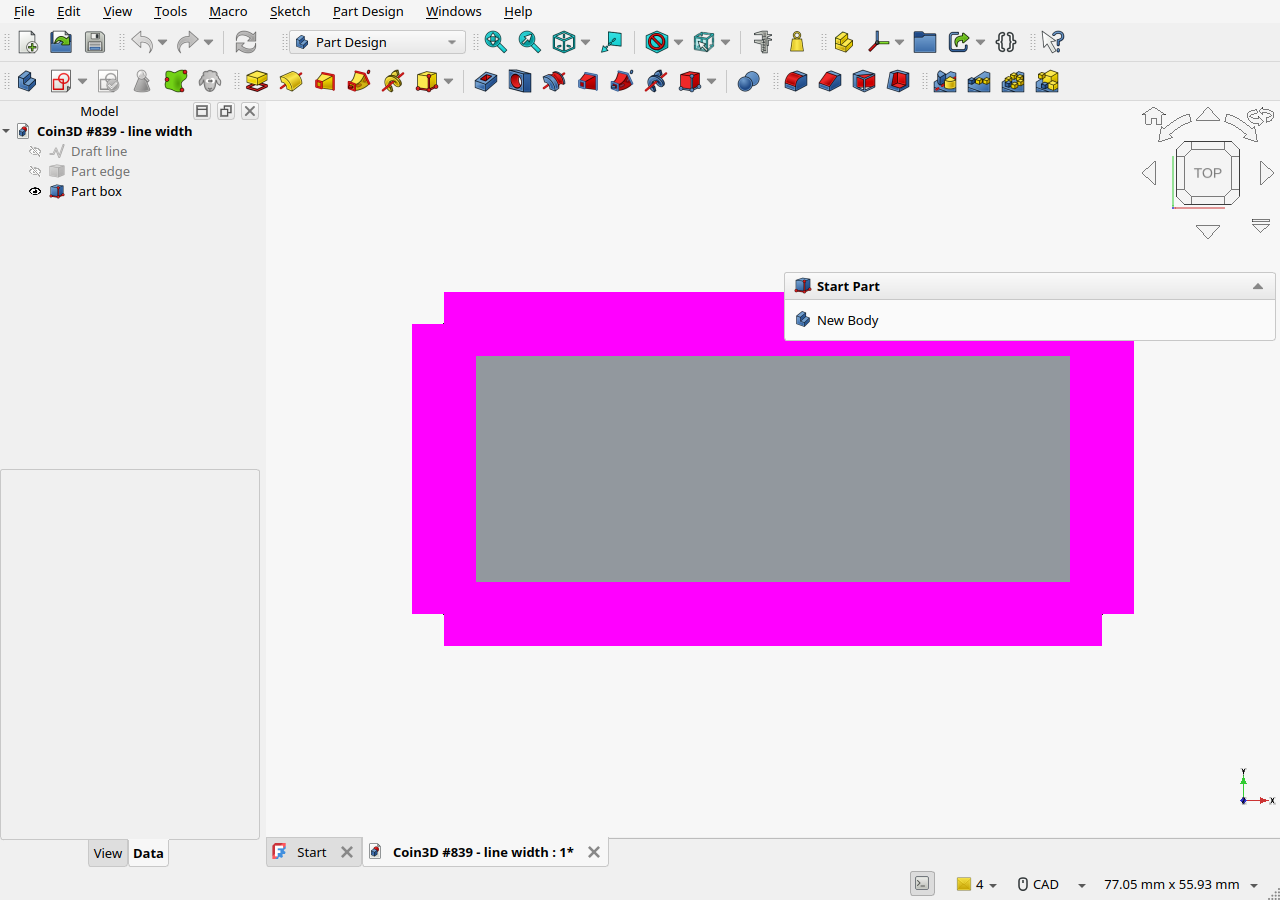 File Edit View Tools Macro Sketch Part Design Windows Help
Part Design
Model
Coin3D #839 - line width
Draft line
Part edge
Part box
TOP
Start Part
New Body
Y
X
View Data
Start Coin3D #839 - line width : 1*
4 CAD 77.05 mm x 55.93 mm